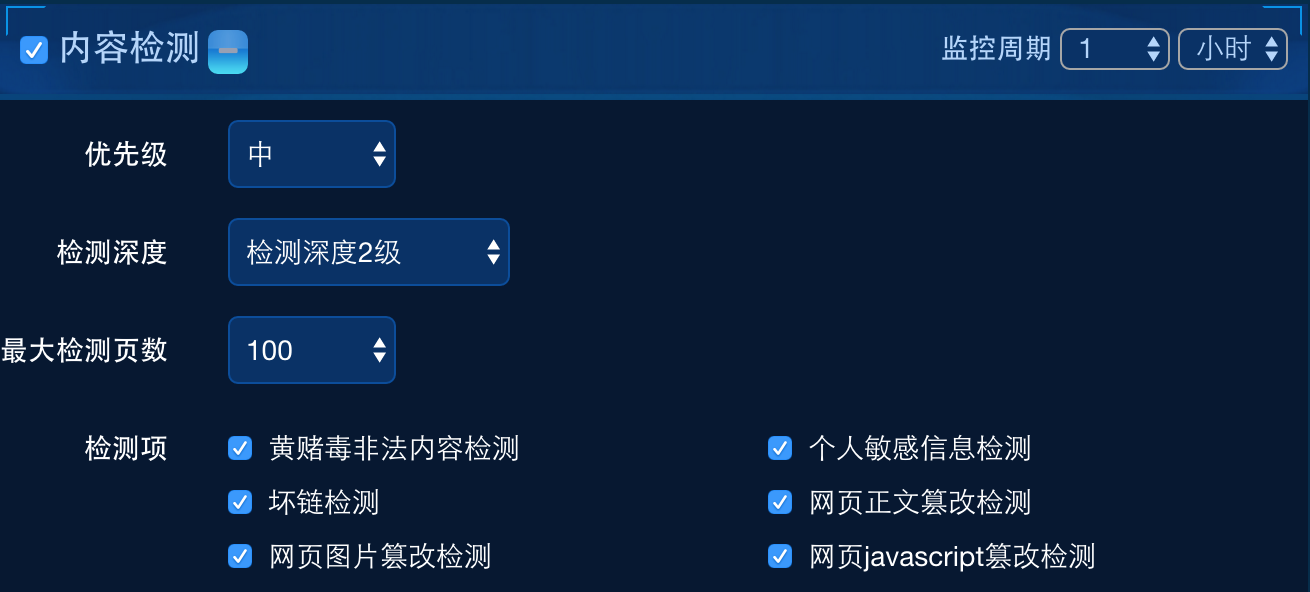 内容检测 监控周期 1 小时
优先级 中
检测深度 检测深度2级
最大检测页数 100
检测项 黄赌毒非法内容检测 个人敏感信息检测
坏链检测 网页正文篡改检测
网页图片篡改检测 网页javascript篡改检测